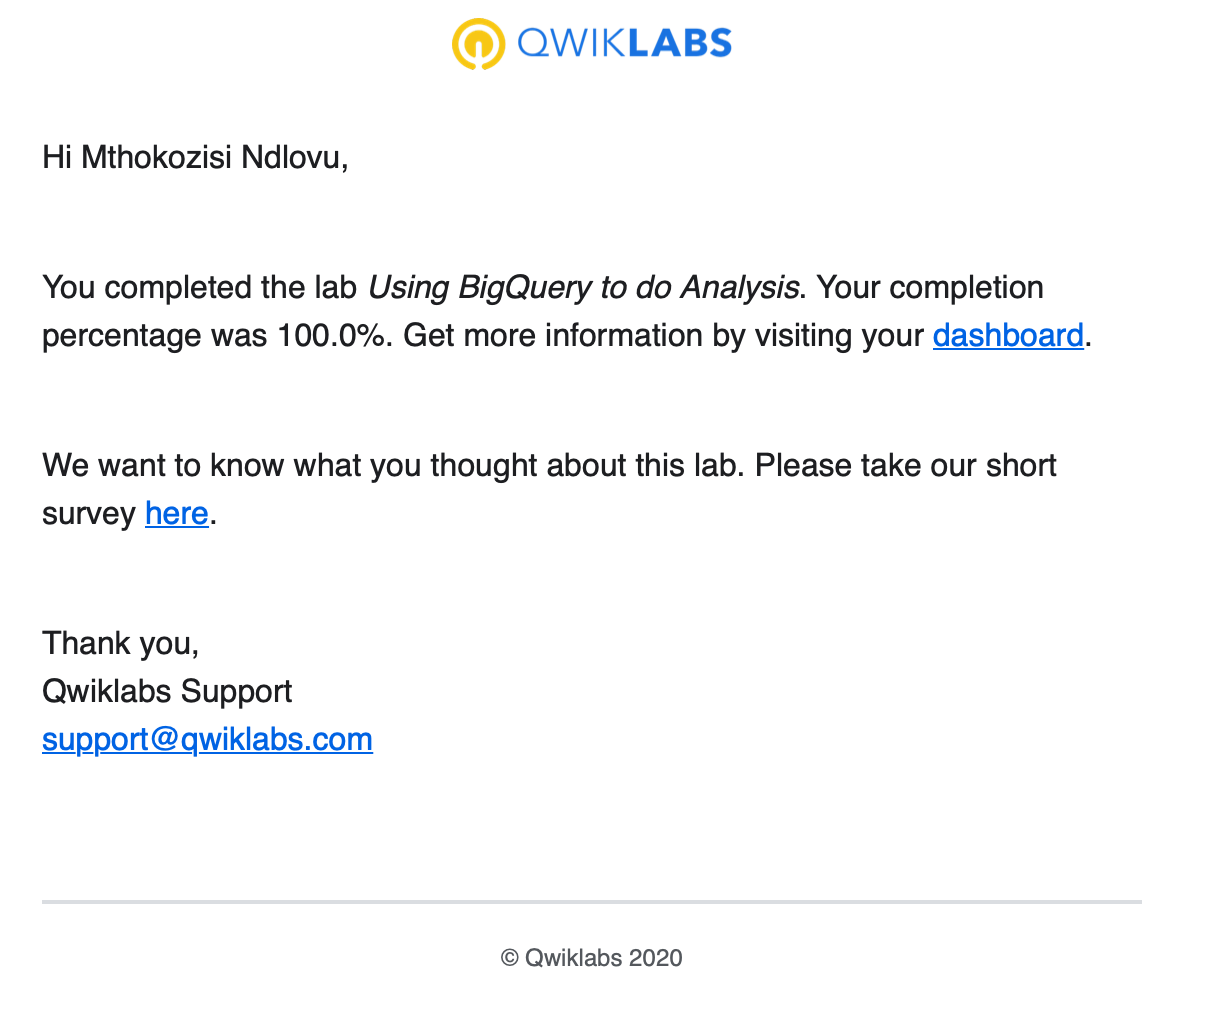 QWIKLABS
Hi Mthokozisi Ndlovu,
You completed the lab Using BigQuery to do Analysis. Your completion
percentage was 100.0%. Get more information by visiting your dashboard.
We want to know what you thought about this lab. Please take our short
survey here.
Thank you,
Qwiklabs Support
support@qwiklabs.com
© Qwiklabs 2020